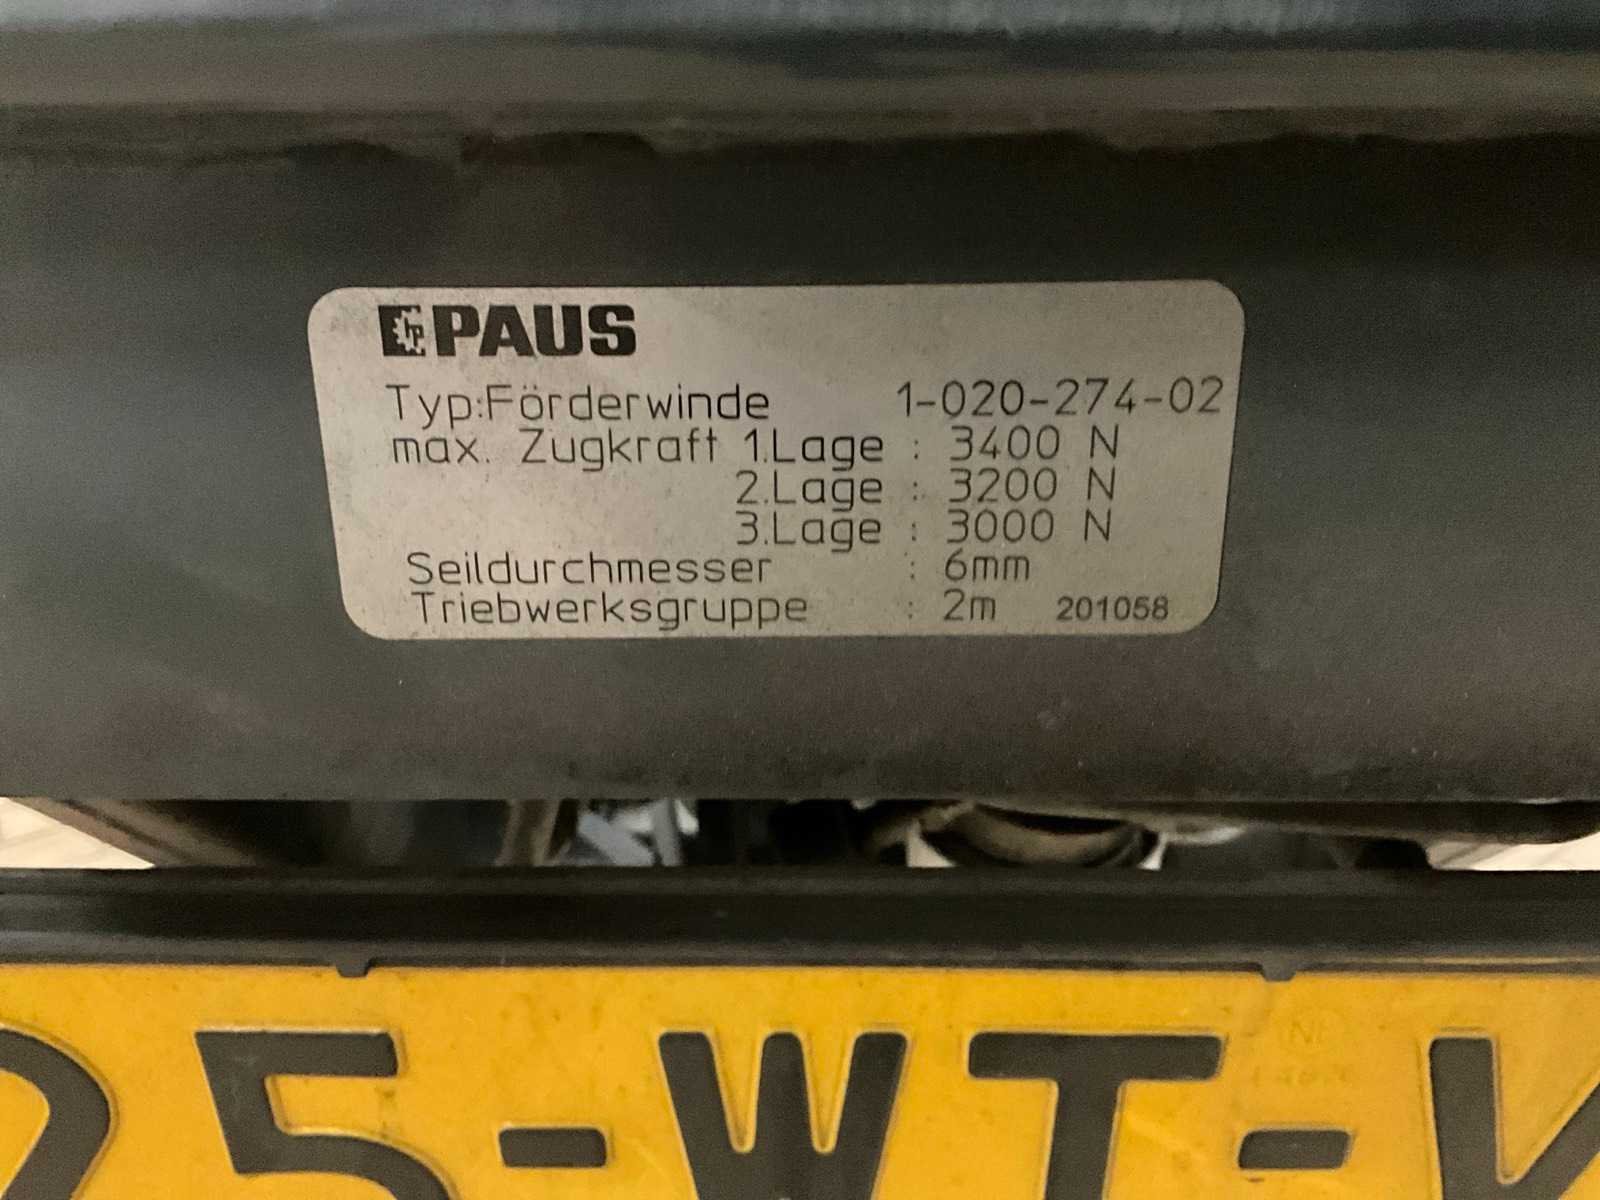 PAUS
Typ:Förderwinde 1-020-274-02
max. Zugkraft 1.Lage : 3400 N
2.Lage : 3200 N
3.Lage : 3000 N
Seildurchmesser : 6mm
Triebwerksgruppe : 2m 201058
25-WT-V